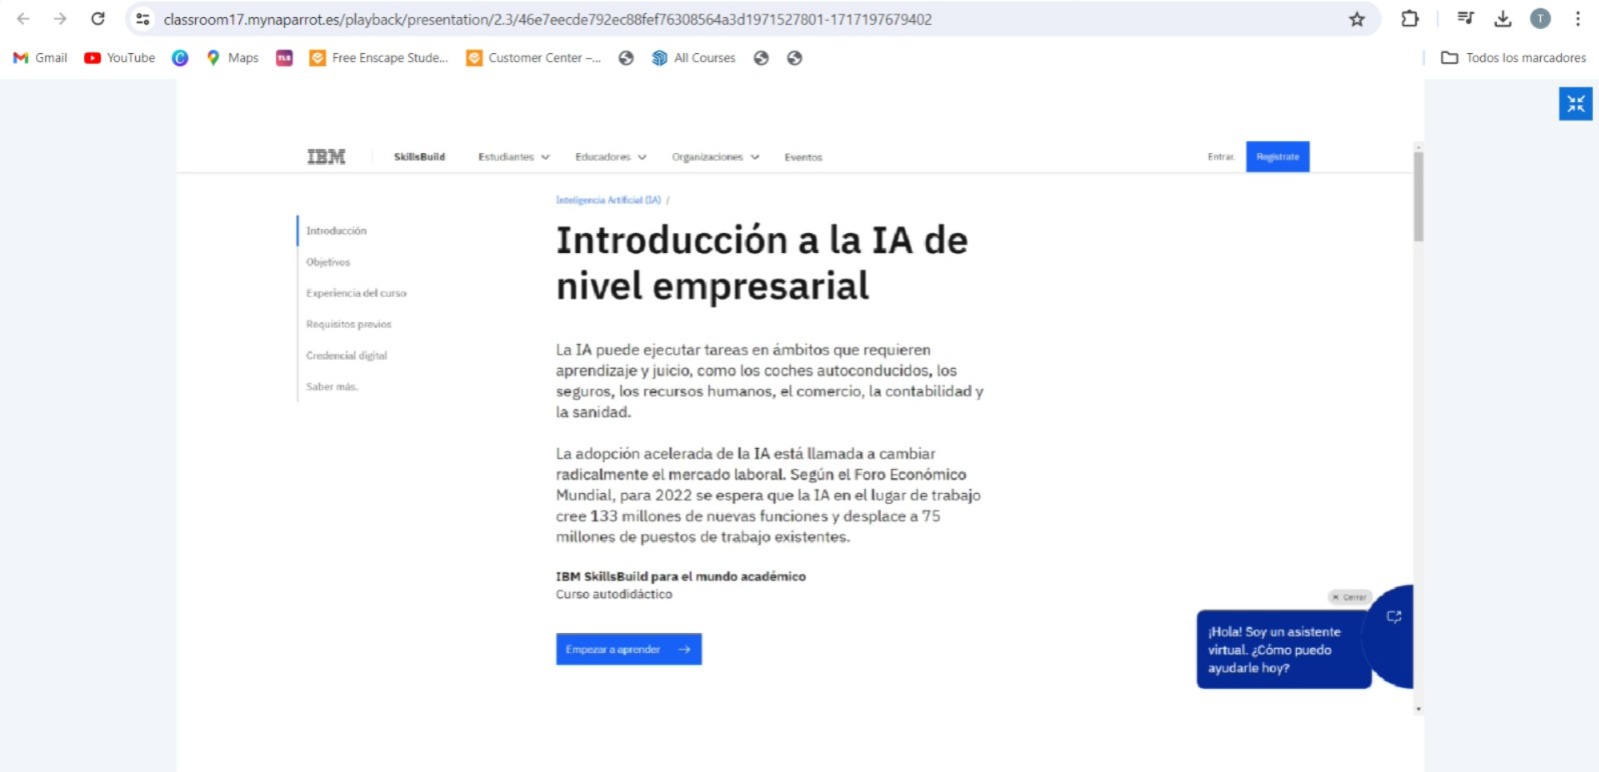 classroom17.mynaparrot.es/playback/presentation/2.3/46e7eecde792ec88fef76308564a3d1971527801-1717197679402
T
Gmail YouTube Maps TLS Free Enscape Stude... Customer Center –... All Courses Todos los marcadores
IBM SkillsBuild Estudiantes Educadores Organizaciones Eventos Entrar. Regístrate
Inteligencia Artificial (IA) /
Introducción
Objetivos
Experiencia del curso
Requisitos previos
Credencial digital
Saber más.
Introducción a la IA de
nivel empresarial
La IA puede ejecutar tareas en ámbitos que requieren
aprendizaje y juicio, como los coches autoconducidos, los
seguros, los recursos humanos, el comercio, la contabilidad y
la sanidad.
La adopción acelerada de la IA está llamada a cambiar
radicalmente el mercado laboral. Según el Foro Económico
Mundial, para 2022 se espera que la IA en el lugar de trabajo
cree 133 millones de nuevas funciones y desplace a 75
millones de puestos de trabajo existentes.
IBM SkillsBuild para el mundo académico
Curso autodidáctico
Empezar a aprender
× Cerrar
¡Hola! Soy un asistente
virtual. ¿Cómo puedo
ayudarle hoy?